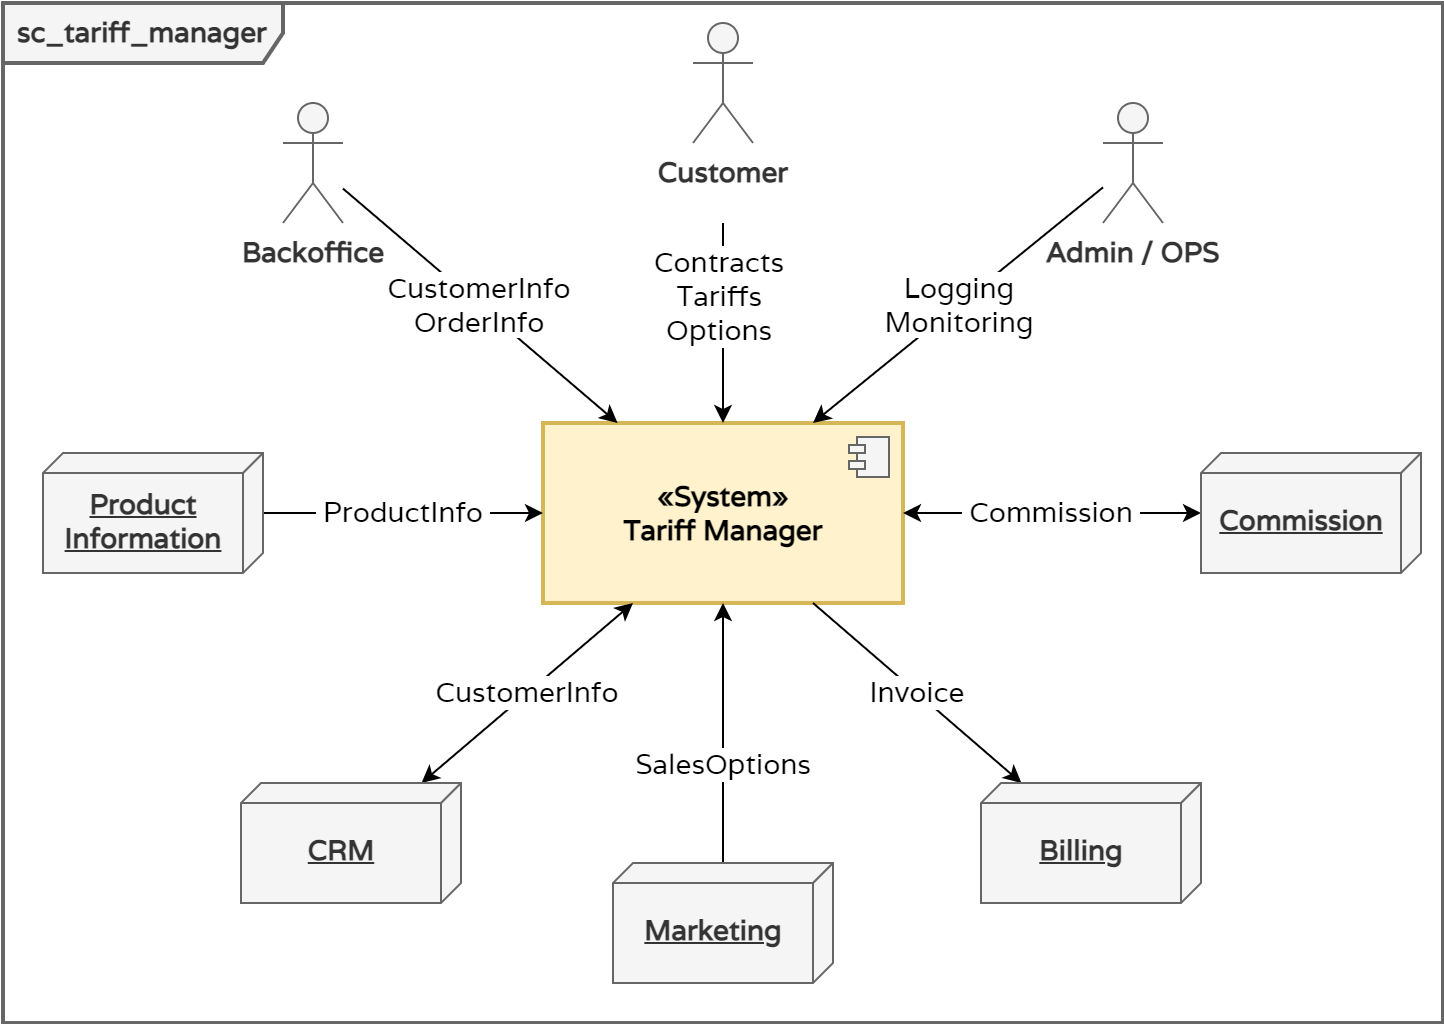 sc_tariff_manager
Customer
Backoffice
Admin / OPS
Contracts
Tariffs
Options
CustomerInfo
OrderInfo
Logging
Monitoring
«System»
Tariff Manager
Product
Information
ProductInfo
Commission
Commission
CustomerInfo
Invoice
SalesOptions
CRM
Billing
Marketing